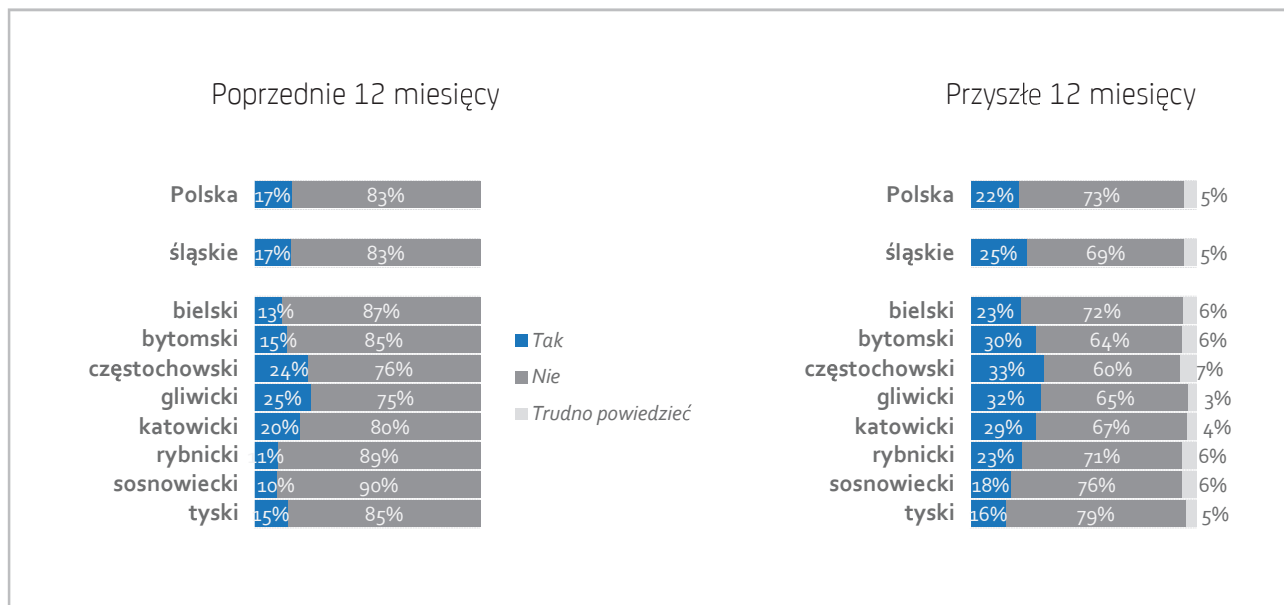 Poprzednie 12 miesięcy
Polska 17% 83%
śląskie 17% 83%
bielski 13% 87%
bytomski 15% 85%
częstochowski 24% 76%
gliwicki 25% 75%
katowicki 20% 80%
rybnicki 11% 89%
sosnowiecki 10% 90%
tyski 15% 85%
Tak
Nie
Trudno powiedzieć
Przyszłe 12 miesięcy
Polska 22% 73% 5%
śląskie 25% 69% 5%
bielski 23% 72% 6%
bytomski 30% 64% 6%
częstochowski 33% 60% 7%
gliwicki 32% 65% 3%
katowicki 29% 67% 4%
rybnicki 23% 71% 6%
sosnowiecki 18% 76% 6%
tyski 16% 79% 5%